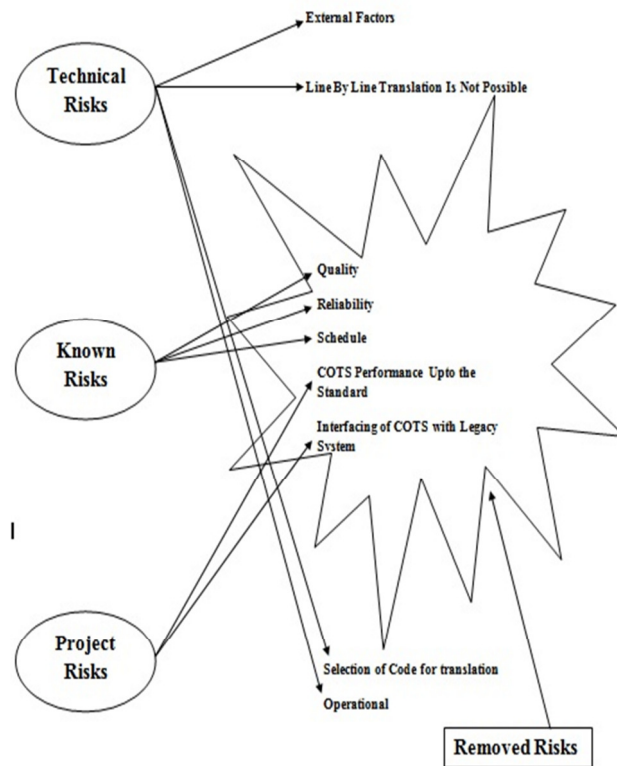 External Factors
Technical
Risks
Line By Line Translation Is Not Possible
Quality
Reliability
Known
Risks
Schedule
COTS Performance Upto the
Standard
Interfacing of COTS with Legacy
System
Project
Risks
Selection of Code for translation
Operational
Removed Risks